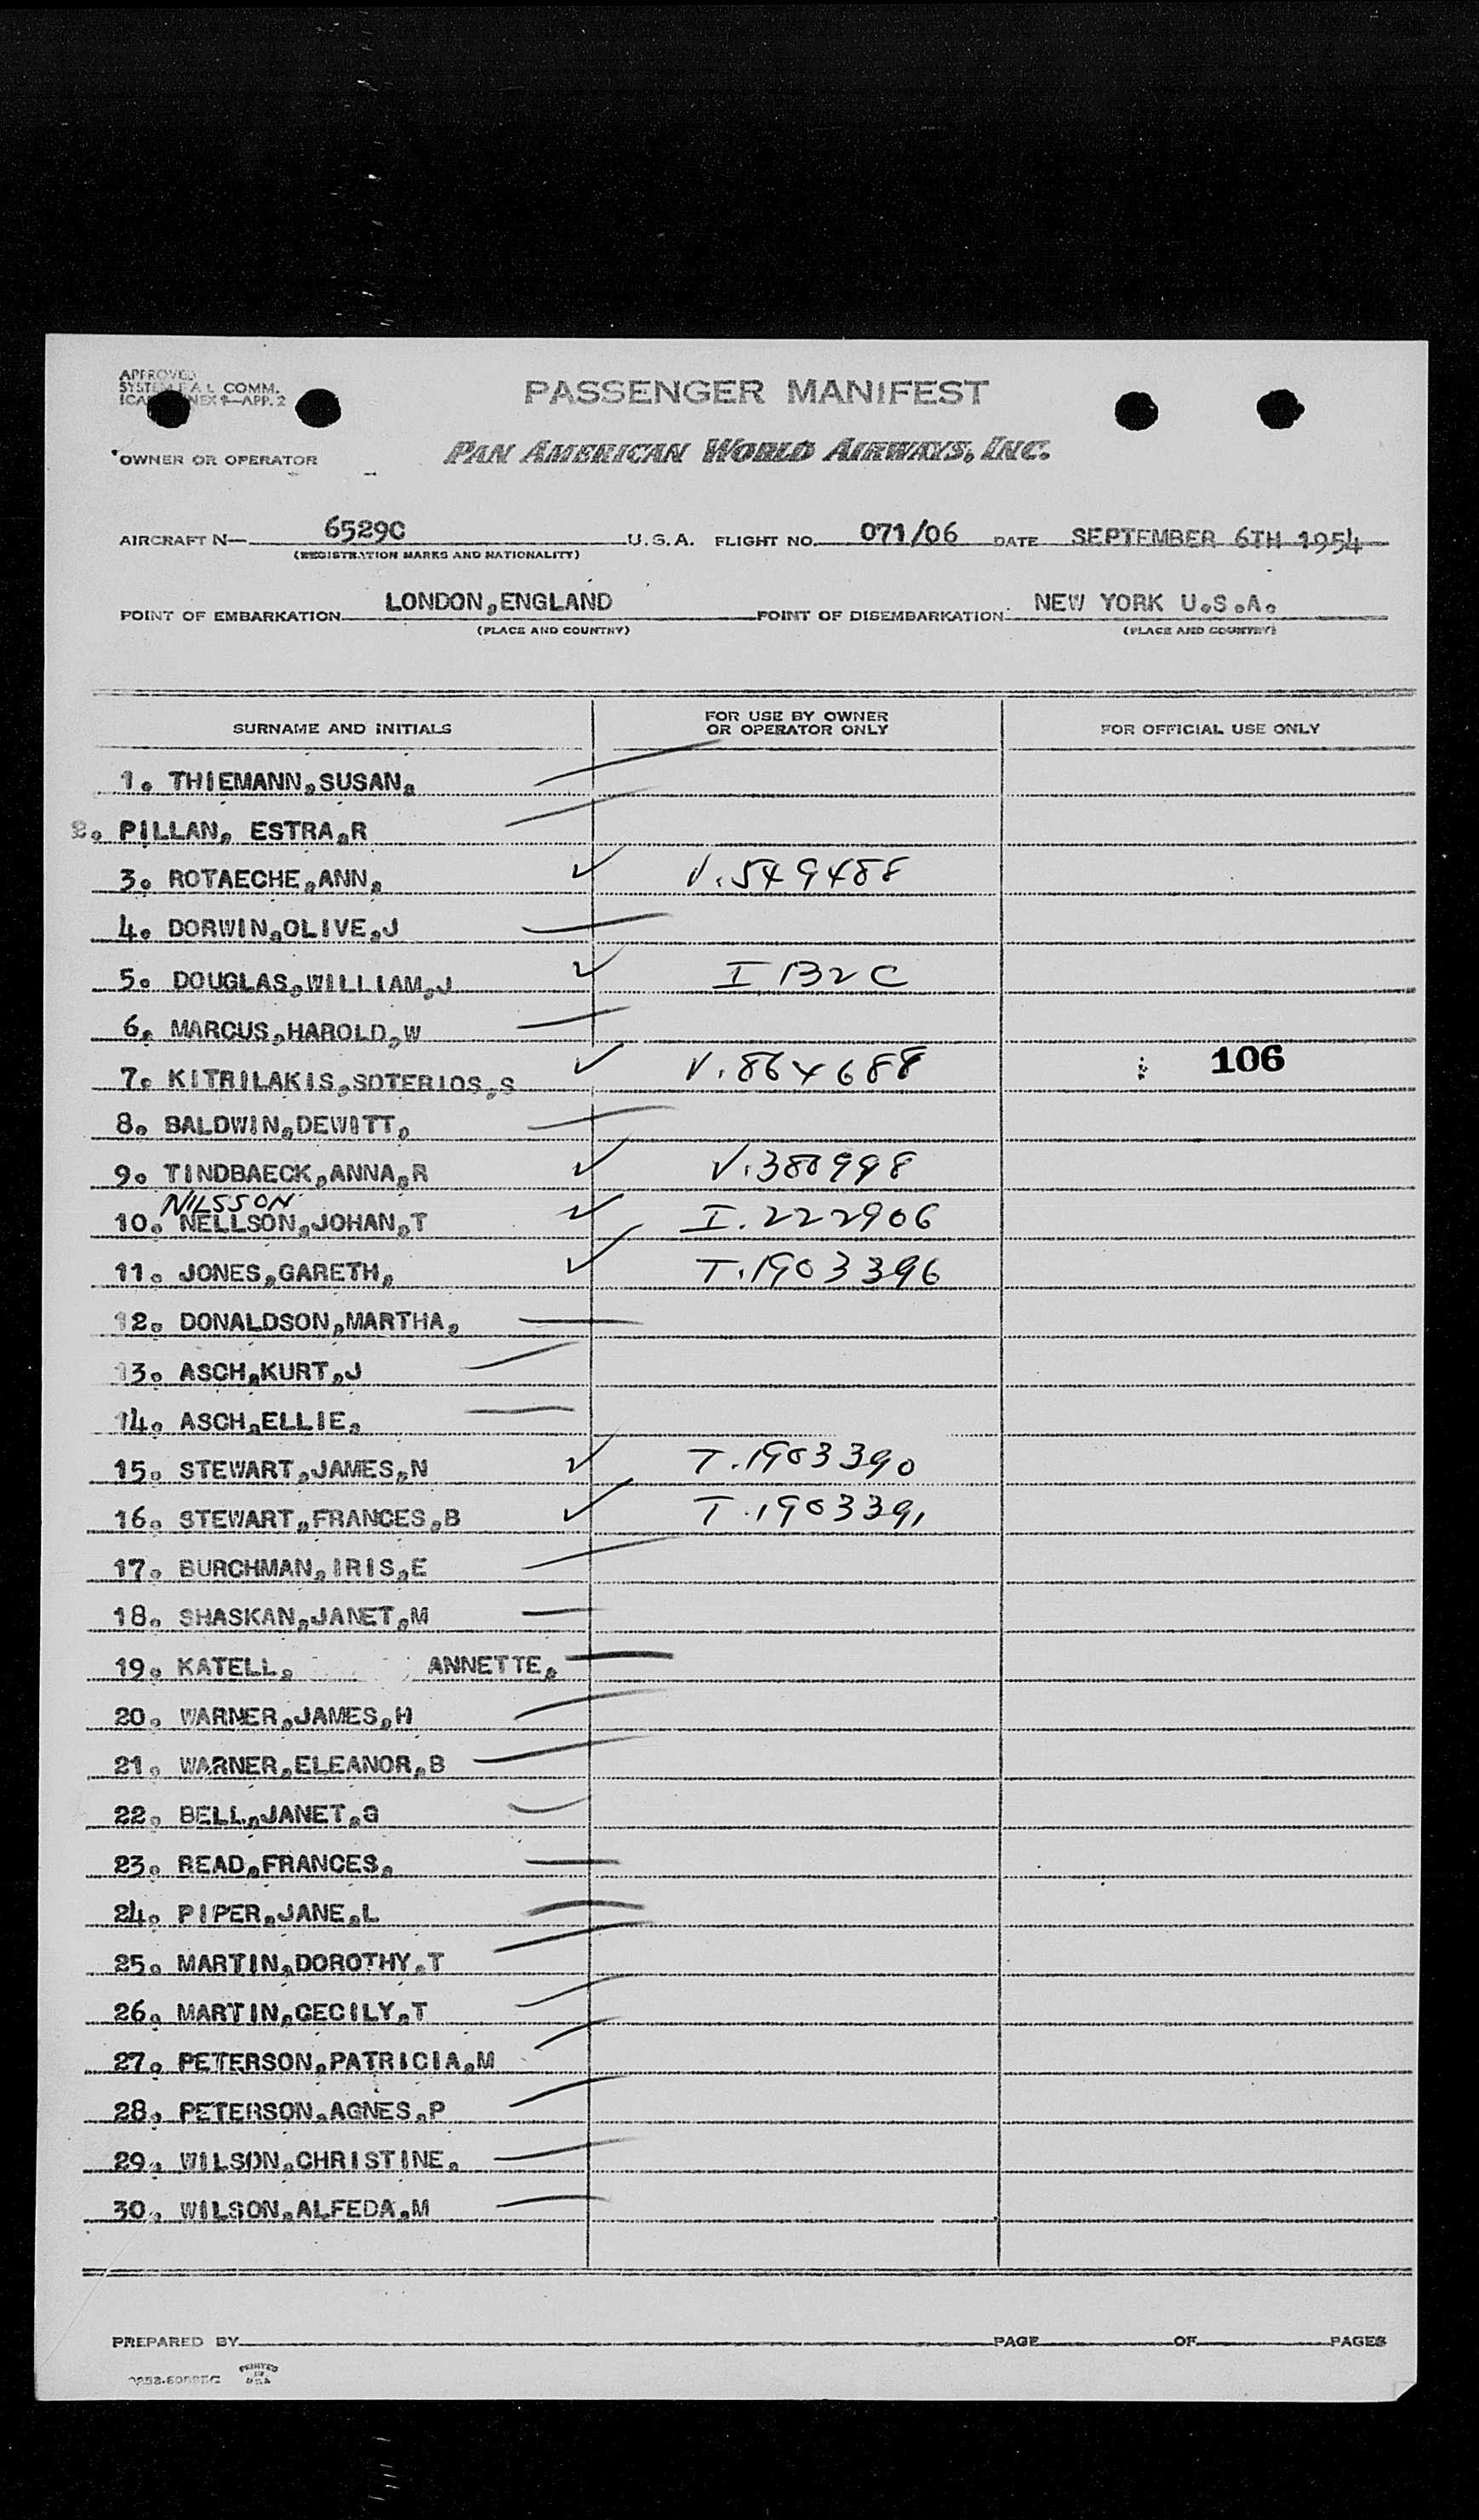 APPROVED
SYSTEM F A L COMM.
ANNEX 9—APP. 2
PASSENGER MANIFEST
OWNER OR OPERATOR
PAN AMERICAN WORLD AIRWAYS, INC.
AIRCRAFT N— 6529C U.S.A. FLIGHT NO. 071/06 DATE SEPTEMBER 6TH 1954
(REGISTRATION MARKS AND NATIONALITY)
POINT OF EMBARKATION LONDON,ENGLAND POINT OF DISEMBARKATION NEW YORK U.S.A.
(PLACE AND COUNTRY) (PLACE AND COUNTRY)
SURNAME AND INITIALS FOR USE BY OWNER OR OPERATOR ONLY FOR OFFICIAL USE ONLY
1. THIEMANN,SUSAN,
2. PILLAN, ESTRA,R
3. ROTAECHE,ANN, ✓ V.549488
4. DORWIN,OLIVE,J
5. DOUGLAS,WILLIAM,J ✓ I 132 C
6. MARCUS,HAROLD,W
7. KITRILAKIS,SOTERIOS,S ✓ V.864688 106
8. BALDWIN,DEWITT,
9. TINDBAECK,ANNA,R ✓ V.380998
NILSSON
10. NELLSON,JOHAN,T ✓ I.222906
11. JONES,GARETH, ✓ T.1903396
12. DONALDSON,MARTHA,
13. ASCH,KURT,J
14. ASCH,ELLIE,
15. STEWART,JAMES,N ✓ T.1903390
16. STEWART,FRANCES,B ✓ T.1903391
17. BURCHMAN,IRIS,E
18. SHASKAN,JANET,M
19. KATELL, ANNETTE,
20. WARNER,JAMES,H
21. WARNER,ELEANOR,B
22. BELL,JANET,G
23. READ,FRANCES,
24. PIPER,JANE,L
25. MARTIN,DOROTHY,T
26. MARTIN,CECILY,T
27. PETERSON,PATRICIA,M
28. PETERSON,AGNES,P
29. WILSON,CHRISTINE,
30. WILSON,ALFEDA,M
PREPARED BY PAGE OF PAGES
PRINTED IN USA